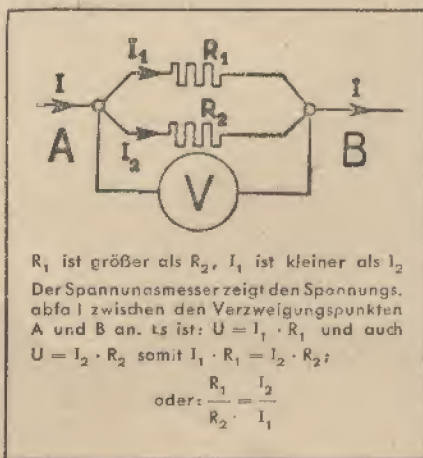 I I₁ R₁ I
R₂
A I₂ B
V
R₁ ist größer als R₂, I₁ ist kleiner als I₂
Der Spannungsmesser zeigt den Spannungs.
abfa l zwischen den Verzweigungspunkten
A und B an. Es ist: U = I₁ · R₁ und auch
U = I₂ · R₂ somit I₁ · R₁ = I₂ · R₂;
oder: R₁/R₂ = I₂/I₁